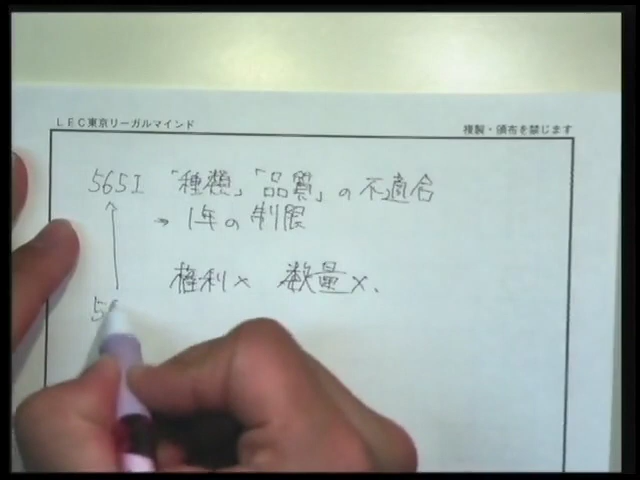 LEC東京リーガルマインド
複製・頒布を禁じます
565I 「種類」「品質」の不適合
→ 1年の制限
権利× 数量×、
56